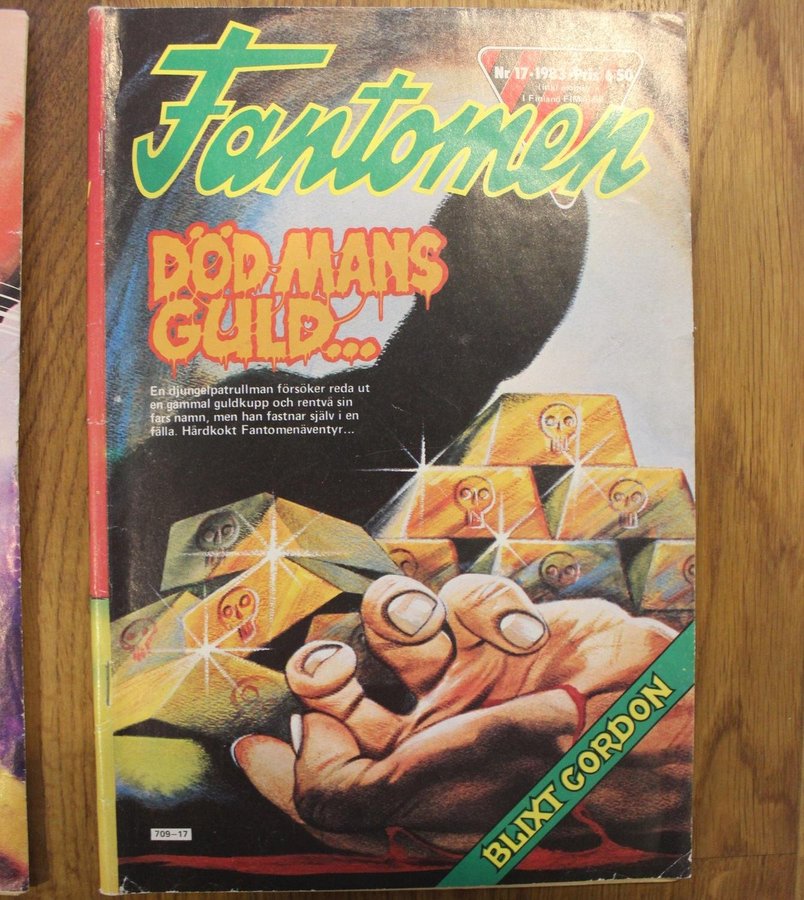 Fantomen
Nr 17·1983 Pris 6:50
I Finland
DÖD MANS
GULD...
En djungelpatrullman försöker reda ut
en gammal guldkupp och rentvå sin
fars namn, men han fastnar själv i en
fälla. Hårdkokt Fantomenäventyr...
BLIXT GORDON
709–17